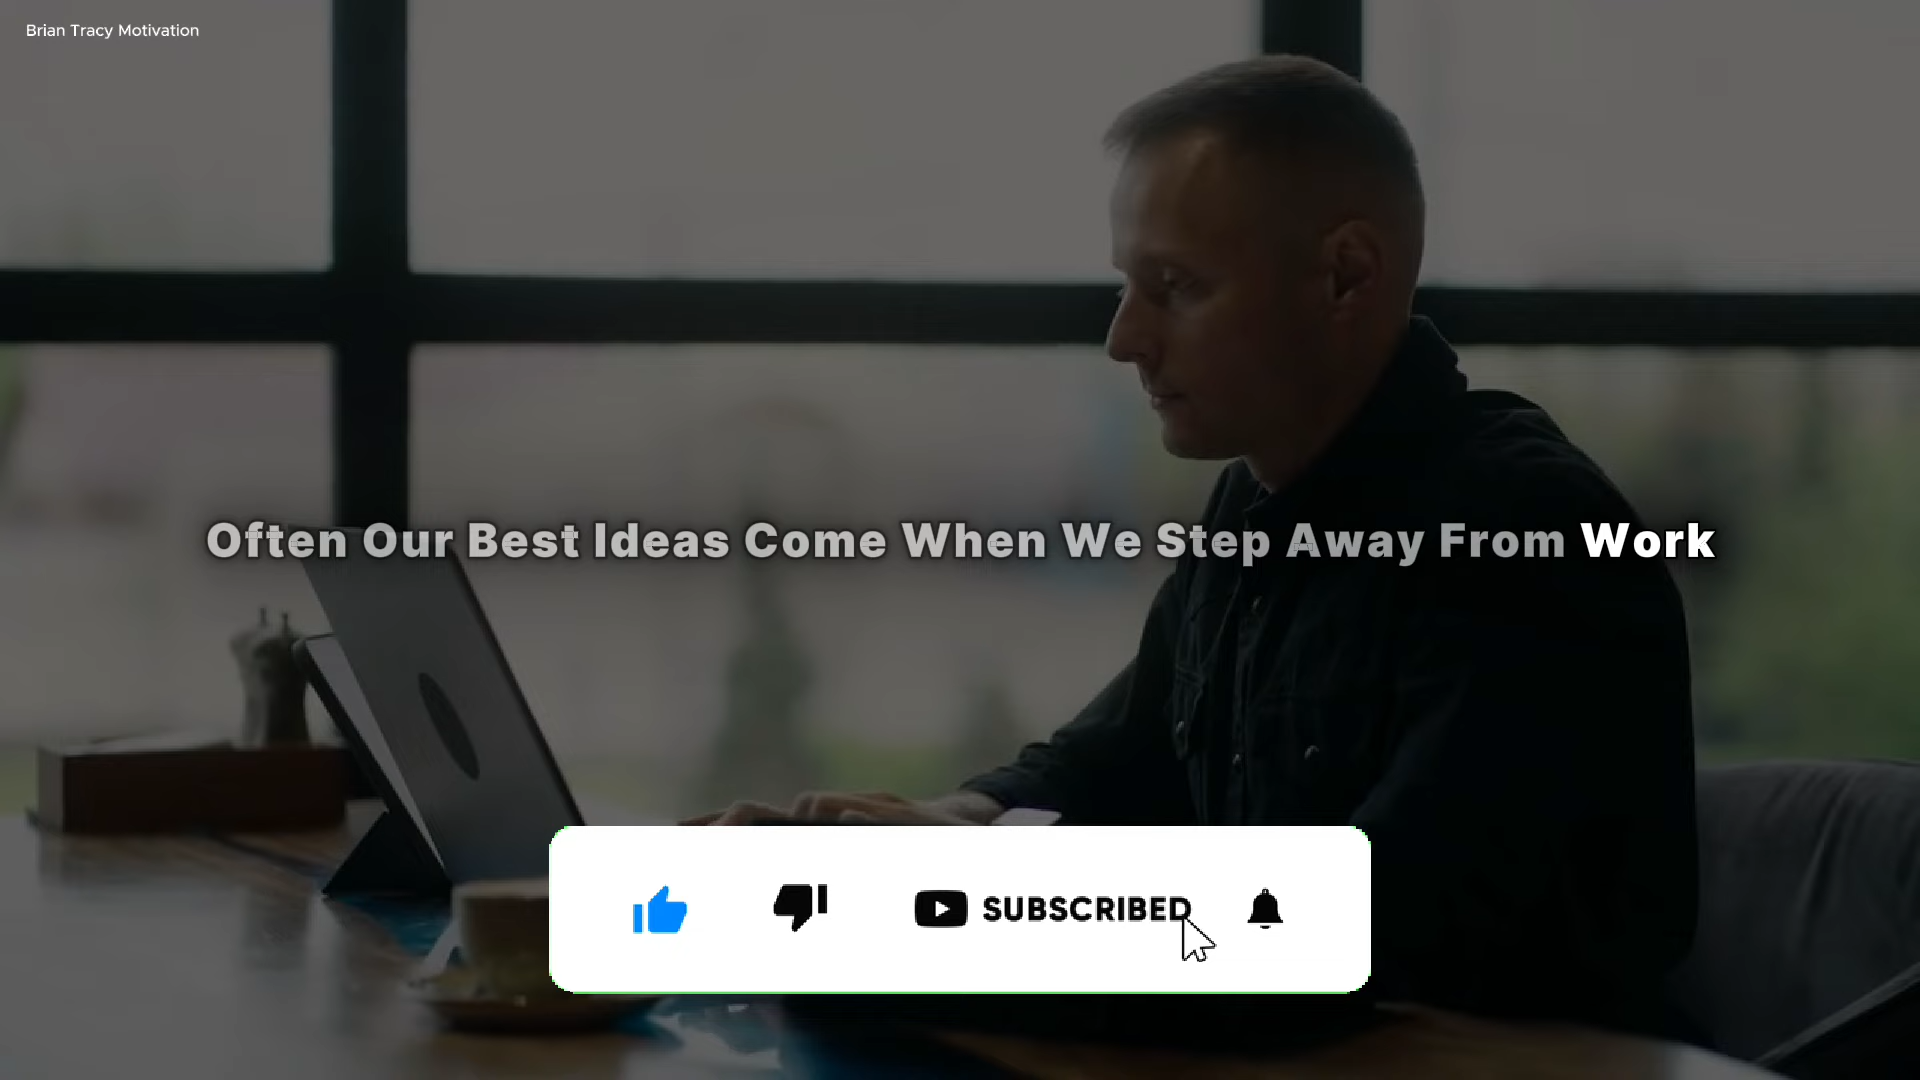 Brian Tracy Motivation
Often Our Best Ideas Come When We Step Away From Work
SUBSCRIBED